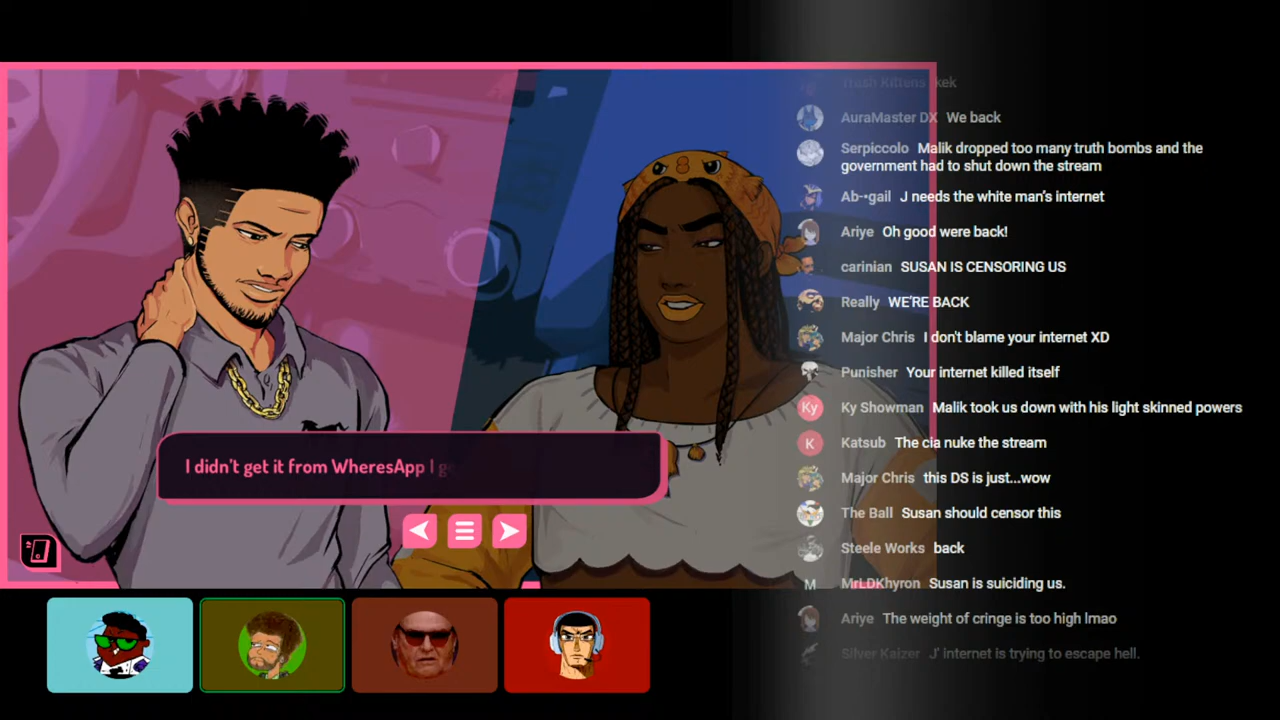 Trash Kittens kek
AuraMaster DX We back
Serpiccolo Malik dropped too many truth bombs and the
government had to shut down the stream
Ab-•gail J needs the white man's internet
Ariye Oh good were back!
carinian SUSAN IS CENSORING US
Really WE'RE BACK
Major Chris I don't blame your internet XD
Punisher Your internet killed itself
Ky
Ky Showman Malik took us down with his light skinned powers
K
Katsub The cia nuke the stream
Major Chris this DS is just...wow
The Ball Susan should censor this
Steele Works back
M
MrLDKhyron Susan is suiciding us.
Ariye The weight of cringe is too high lmao
Silver Kaizer J' internet is trying to escape hell.
I didn't get it from WheresApp I